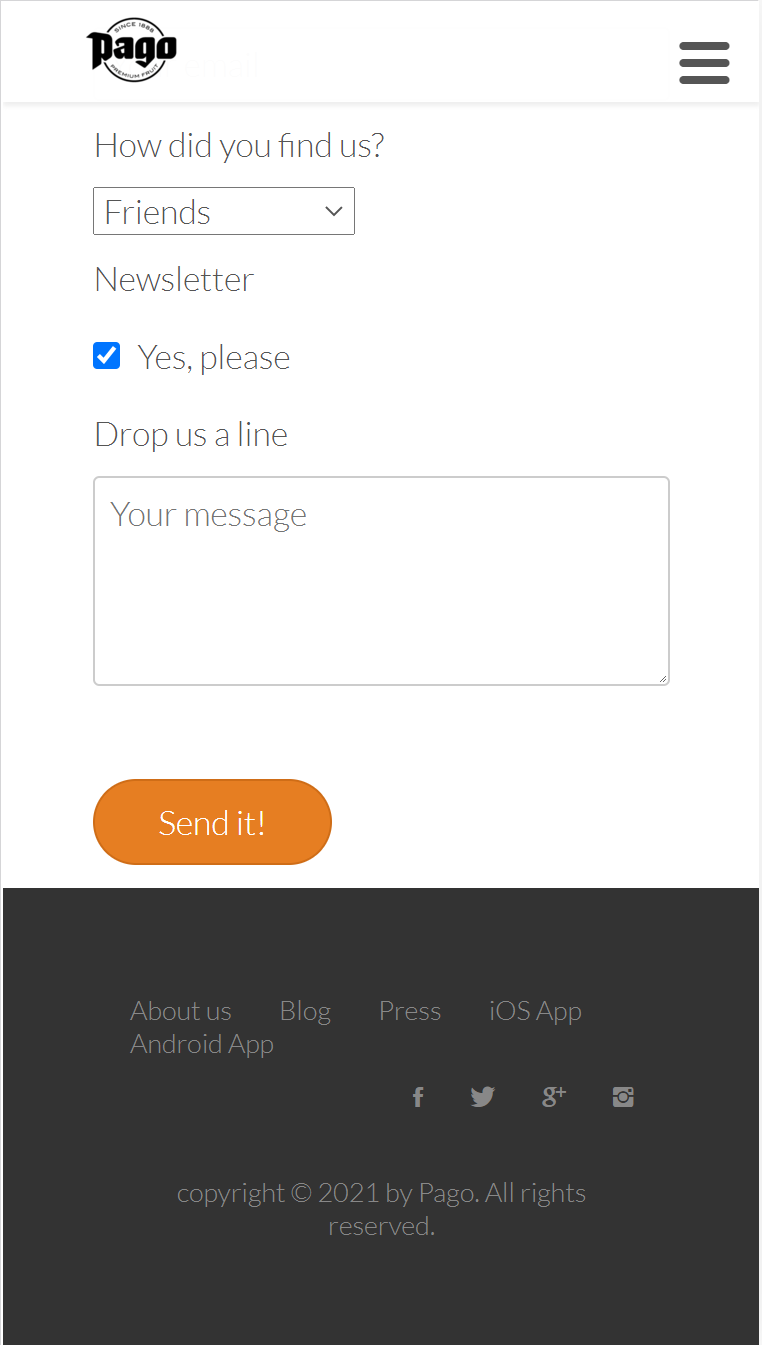 SINCE 1888
Pago
PREMIUM FRUIT
How did you find us?
Friends
Newsletter
Yes, please
Drop us a line
Your message
Send it!
About us Blog Press iOS App
Android App
copyright © 2021 by Pago. All rights
reserved.